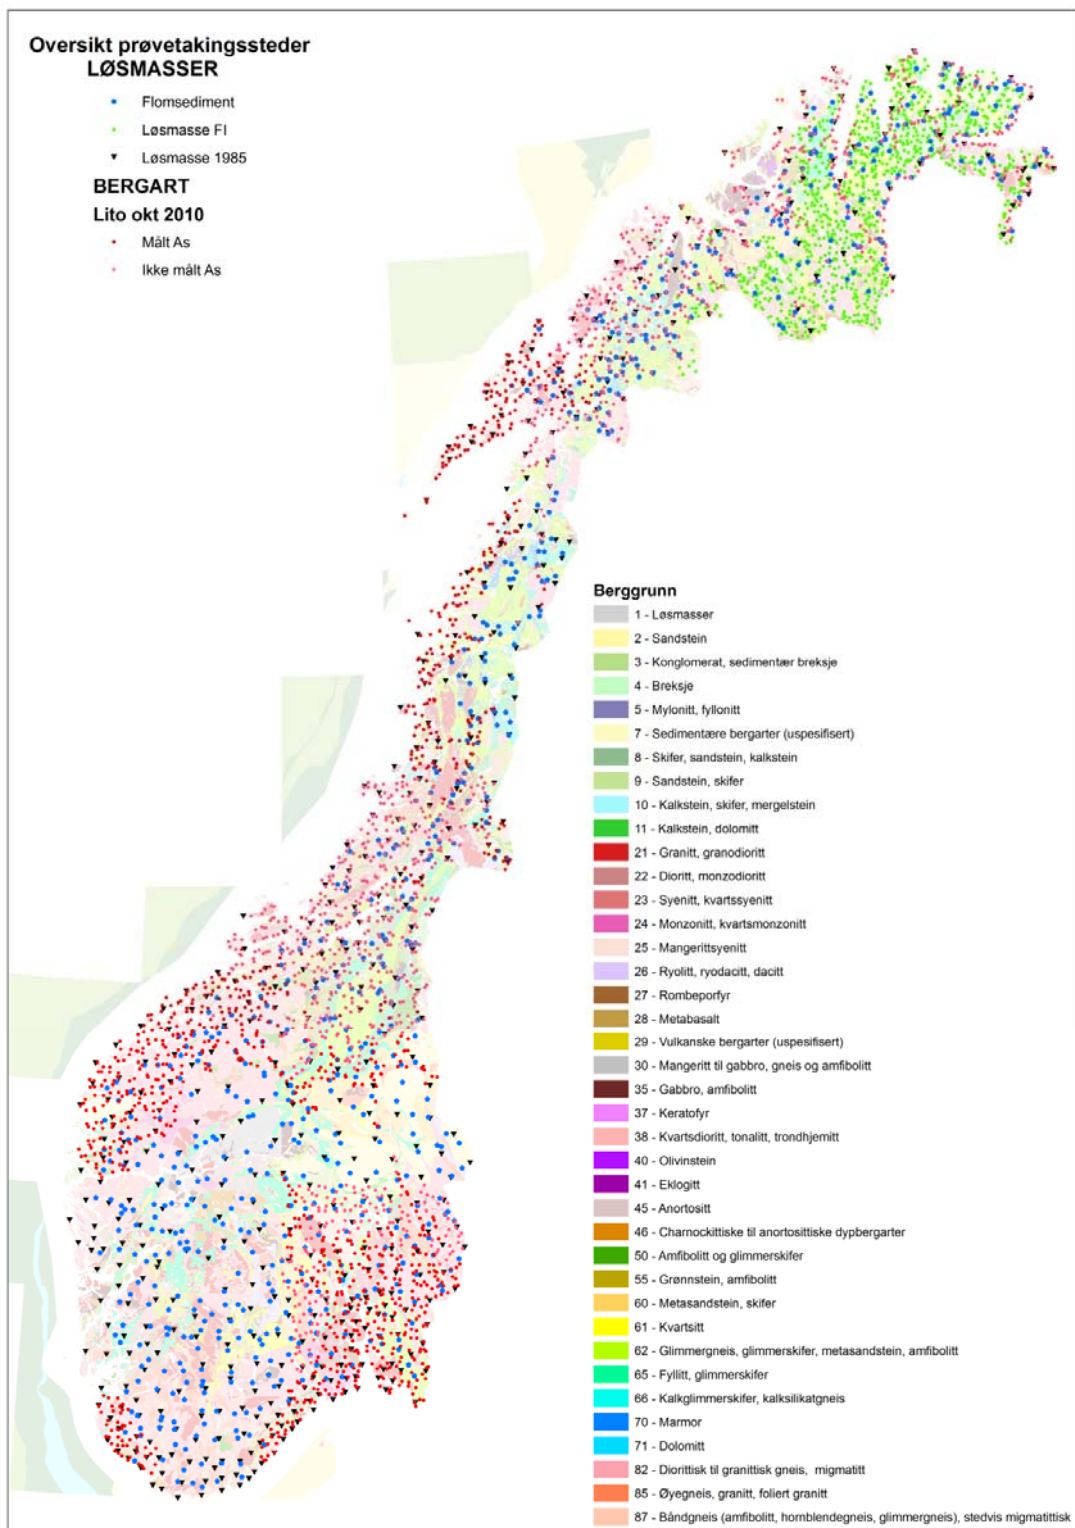 Oversikt prøvetakingssteder
LØSMASSER
Flomsediment
Løsmasse FI
Løsmasse 1985
BERGART
Lito okt 2010
Målt As
Ikke målt As
Berggrunn
1 - Løsmasser
2 - Sandstein
3 - Konglomerat, sedimentær breksje
4 - Breksje
5 - Mylonitt, fyllonitt
7 - Sedimentære bergarter (uspesifisert)
8 - Skifer, sandstein, kalkstein
9 - Sandstein, skifer
10 - Kalkstein, skifer, mergelstein
11 - Kalkstein, dolomitt
21 - Granitt, granodioritt
22 - Dioritt, monzodioritt
23 - Syenitt, kvartssyenitt
24 - Monzonitt, kvartsmonzonitt
25 - Mangerittsyenitt
26 - Ryolitt, ryodacitt, dacitt
27 - Rombeporfyr
28 - Metabasalt
29 - Vulkanske bergarter (uspesifisert)
30 - Mangeritt til gabbro, gneis og amfibolitt
35 - Gabbro, amfibolitt
37 - Keratofyr
38 - Kvartsdioritt, tonalitt, trondhjemitt
40 - Olivinstein
41 - Eklogitt
45 - Anortositt
46 - Charnockittiske til anortosittiske dypbergarter
50 - Amfibolitt og glimmerskifer
55 - Grønnstein, amfibolitt
60 - Metasandstein, skifer
61 - Kvartsitt
62 - Glimmergneis, glimmerskifer, metasandstein, amfibolitt
65 - Fyllitt, glimmerskifer
66 - Kalkglimmerskifer, kalksilikatgneis
70 - Marmor
71 - Dolomitt
82 - Diorittisk til granittisk gneis, migmatitt
85 - Øyegneis, granitt, foliert granitt
87 - Båndgneis (amfibolitt, hornblendegneis, glimmergneis), stedvis migmatittisk